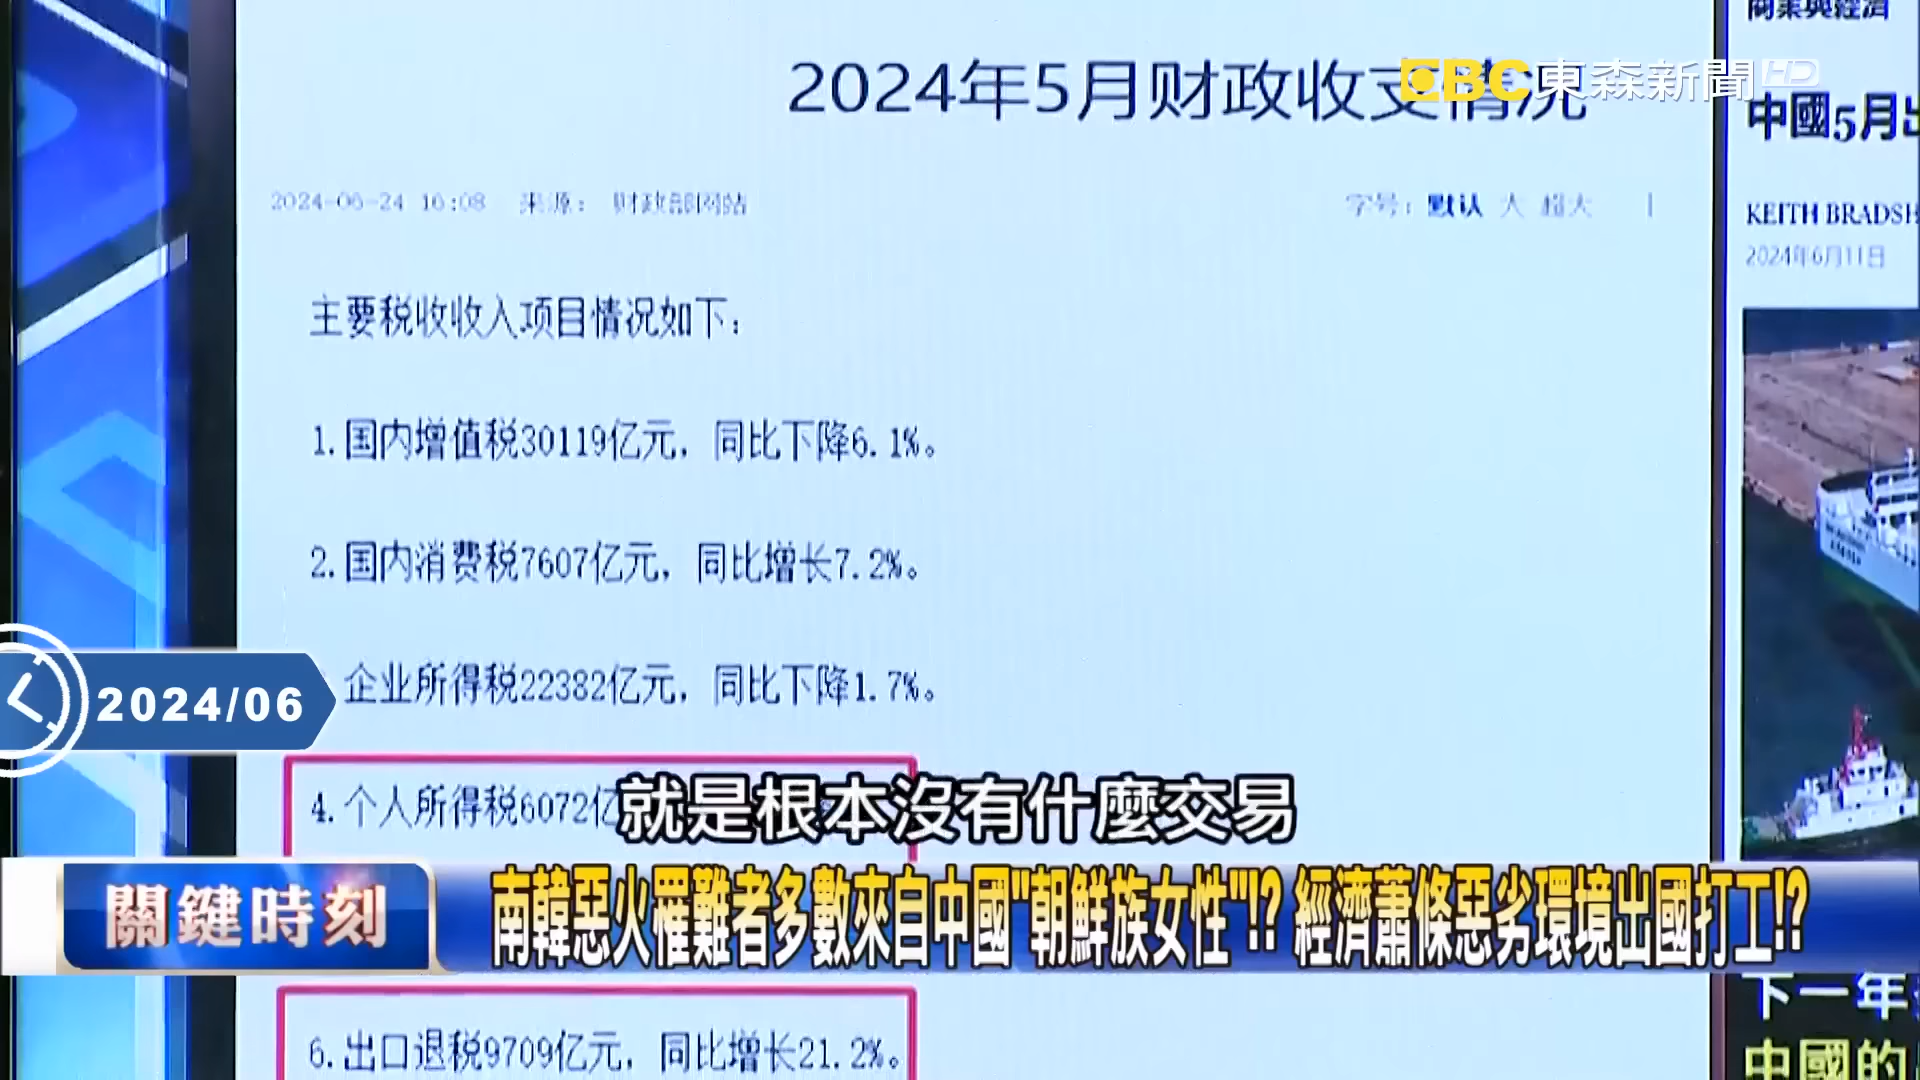 商業與經濟
EBC 東森新聞 HD
2024年5月财政收支情况
中國5月出
2024-06-24 16:08 来源： 财政部网站
字号：默认 大 超大 |
KEITH BRADSH
2024年6月11日
主要税收收入项目情况如下：
1.国内增值税30119亿元，同比下降6.1%。
2.国内消费税7607亿元，同比增长7.2%。
企业所得税22382亿元，同比下降1.7%。
2024/06
4.个人所得税6072亿
就是根本沒有什麼交易
關鍵時刻
南韓惡火罹難者多數來自中國"朝鮮族女性"!? 經濟蕭條惡劣環境出國打工!?
下一年
中國的
6.出口退税9709亿元，同比增长21.2%。